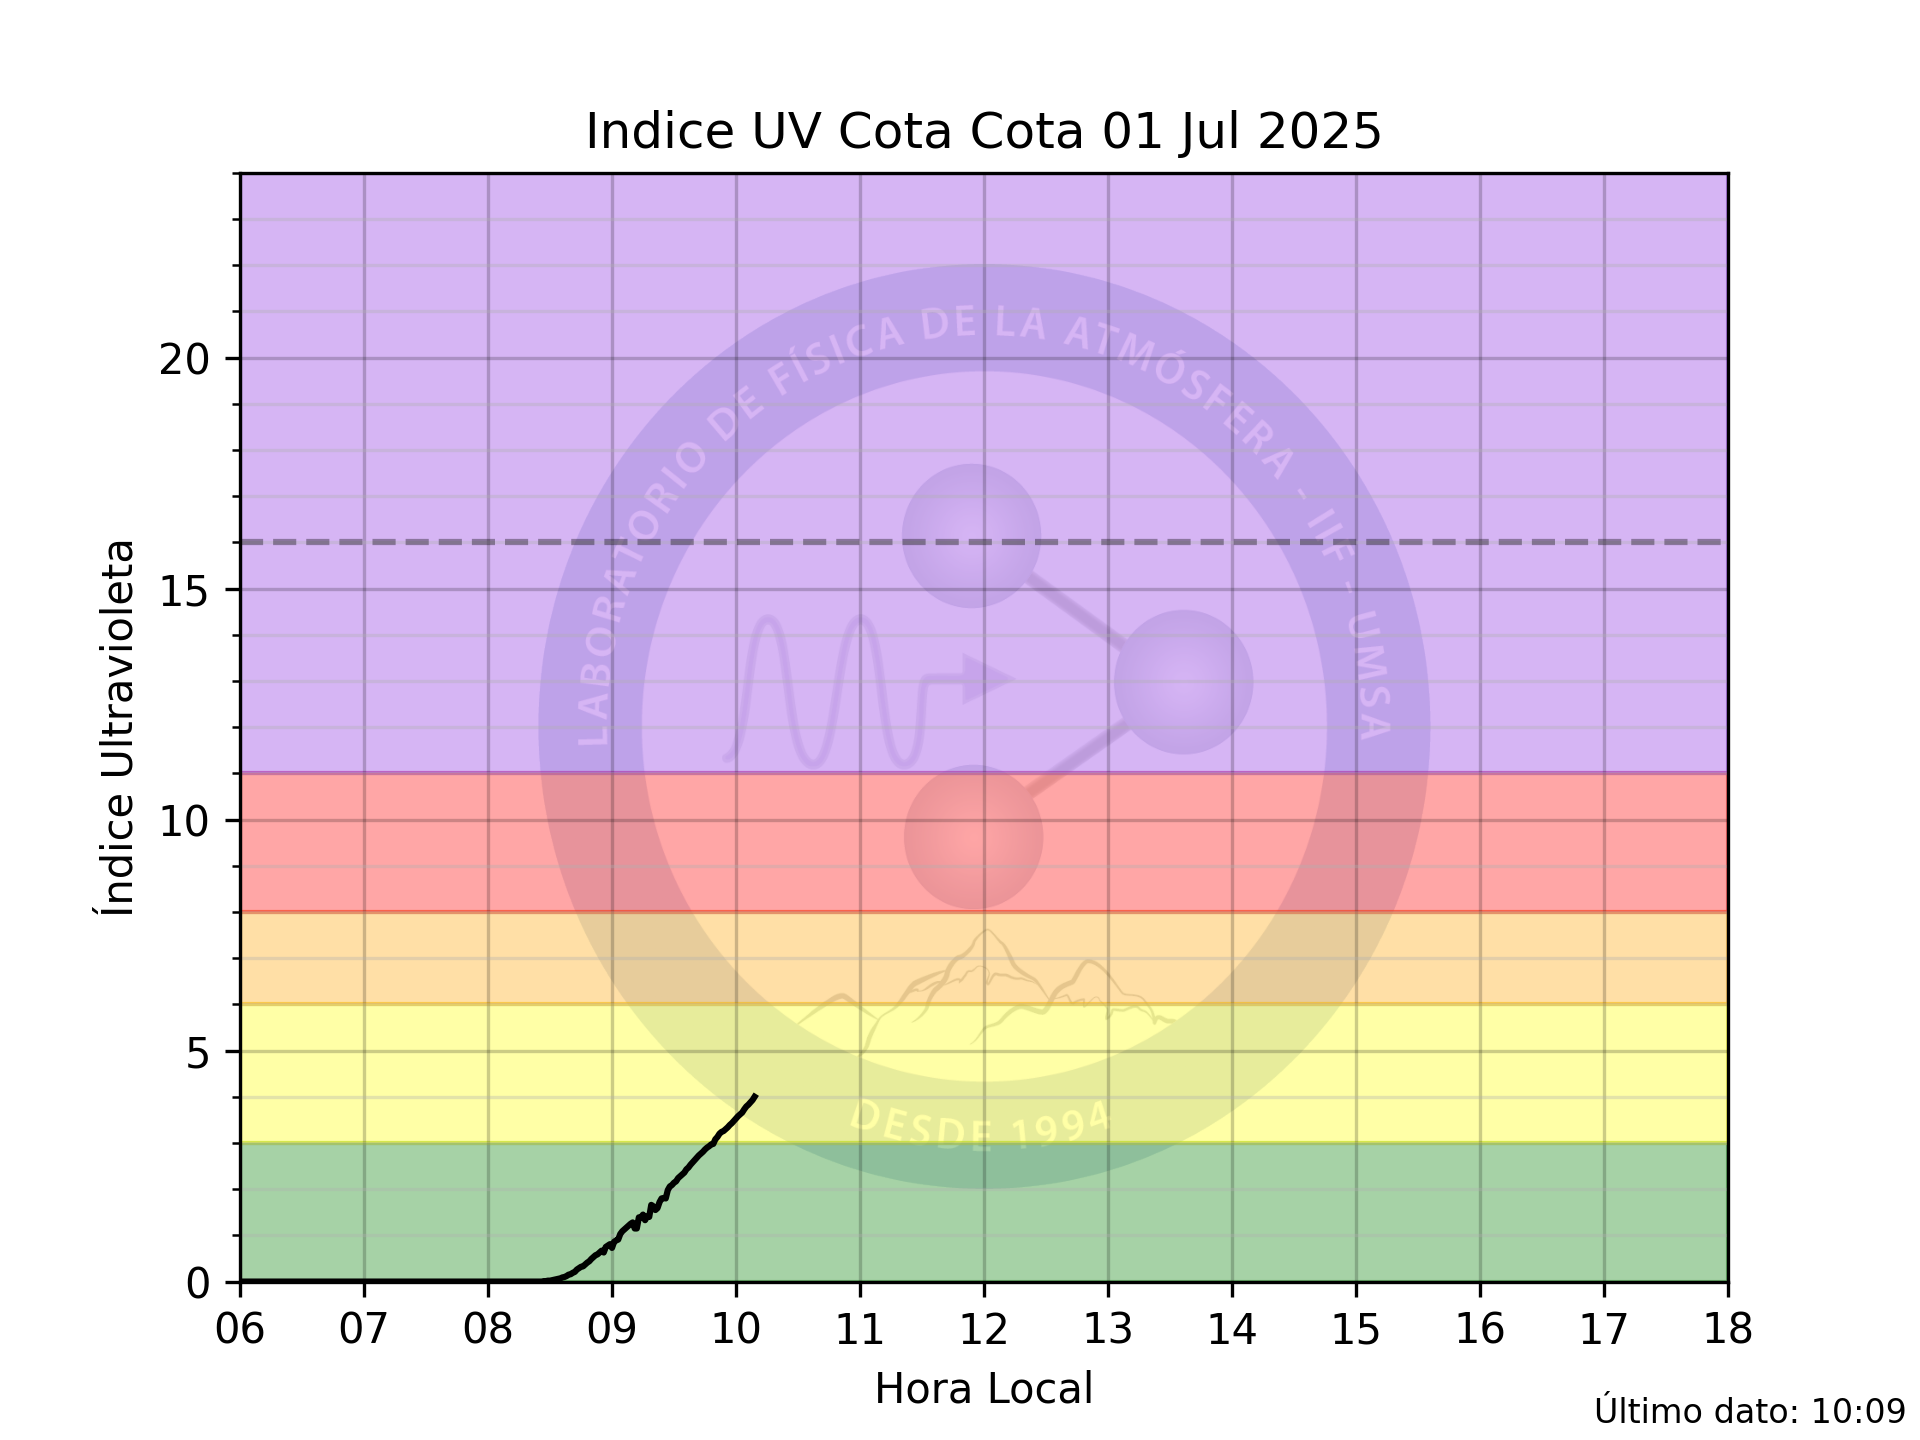 Indice UV Cota Cota 01 Jul 2025
LABORATORIO DE FÍSICA DE LA ATMÓSFERA - IIF - UMSA
DESDE 1994
Índice Ultravioleta
20
15
10
5
0
06 07 08 09 10 11 12 13 14 15 16 17 18
Hora Local
Último dato: 10:09